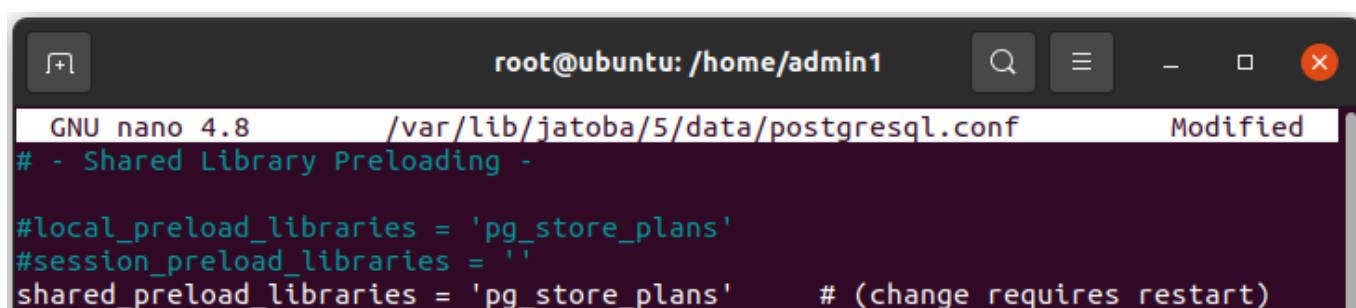 root@ubuntu: /home/admin1
GNU nano 4.8 /var/lib/jatoba/5/data/postgresql.conf Modified
# - Shared Library Preloading -
#local_preload_libraries = 'pg_store_plans'
#session_preload_libraries = ''
shared_preload_libraries = 'pg_store_plans' # (change requires restart)